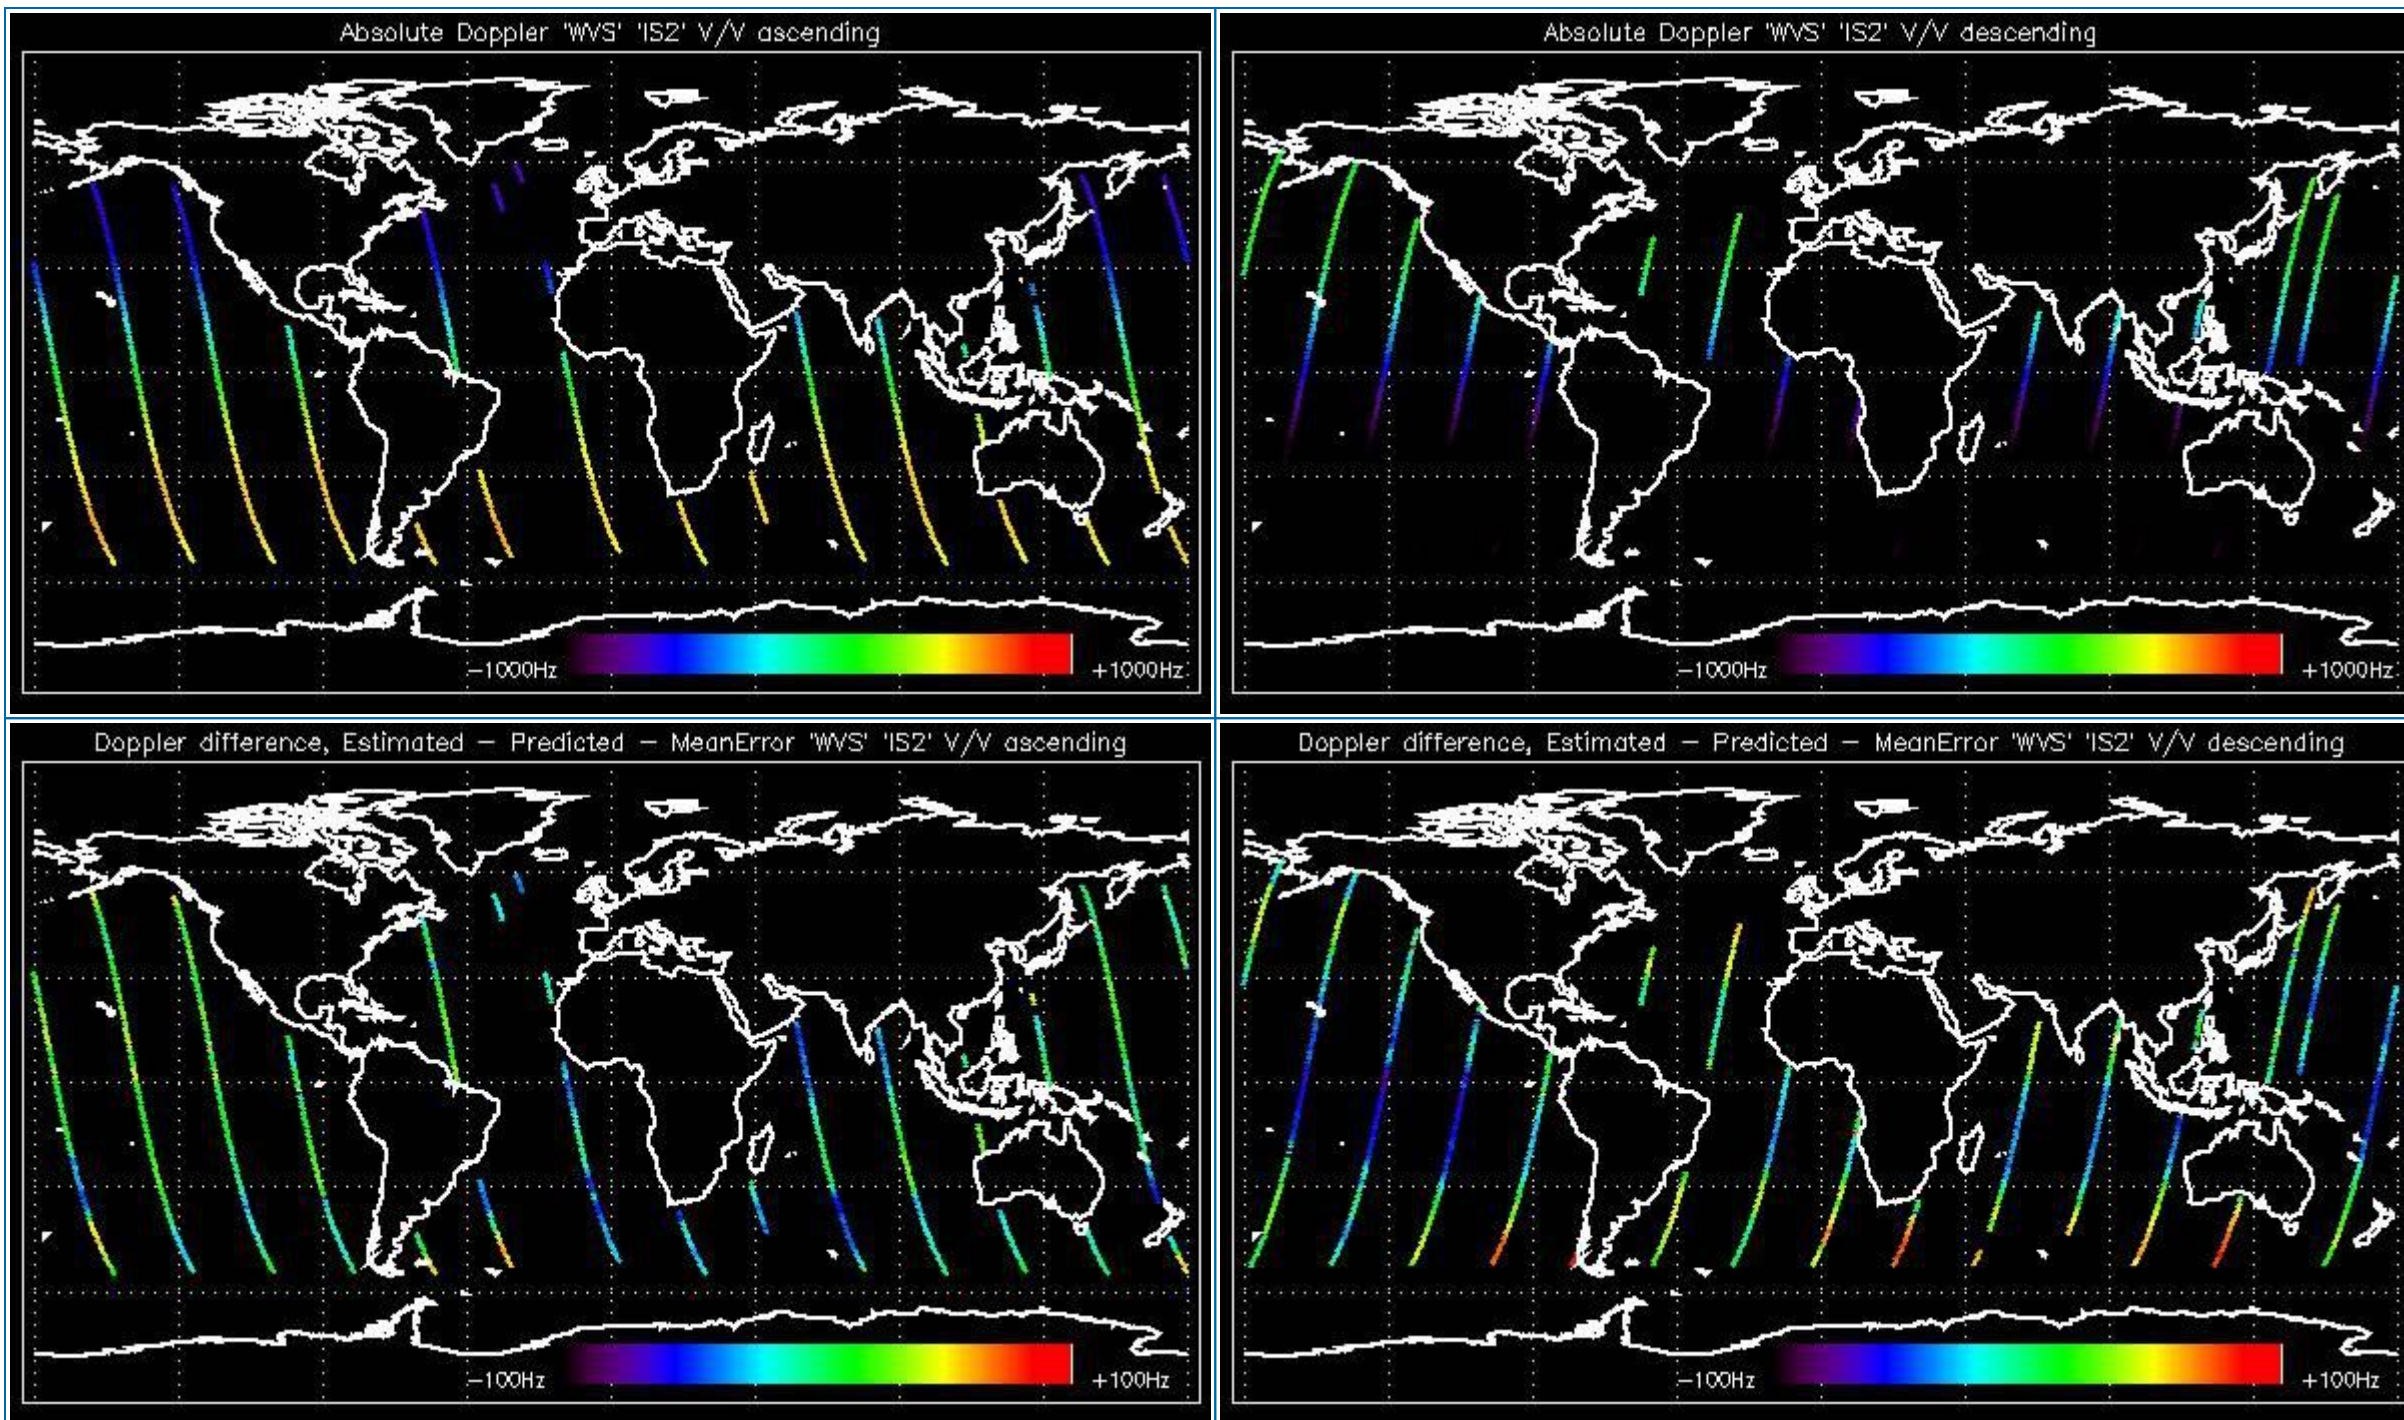 Absolute Doppler 'WVS' 'IS2' V/V ascending
−1000Hz
+1000Hz
Absolute Doppler 'WVS' 'IS2' V/V descending
−1000Hz
+1000Hz
Doppler difference, Estimated − Predicted − MeanError 'WVS' 'IS2' V/V ascending
−100Hz
+100Hz
Doppler difference, Estimated − Predicted − MeanError 'WVS' 'IS2' V/V descending
−100Hz
+100Hz